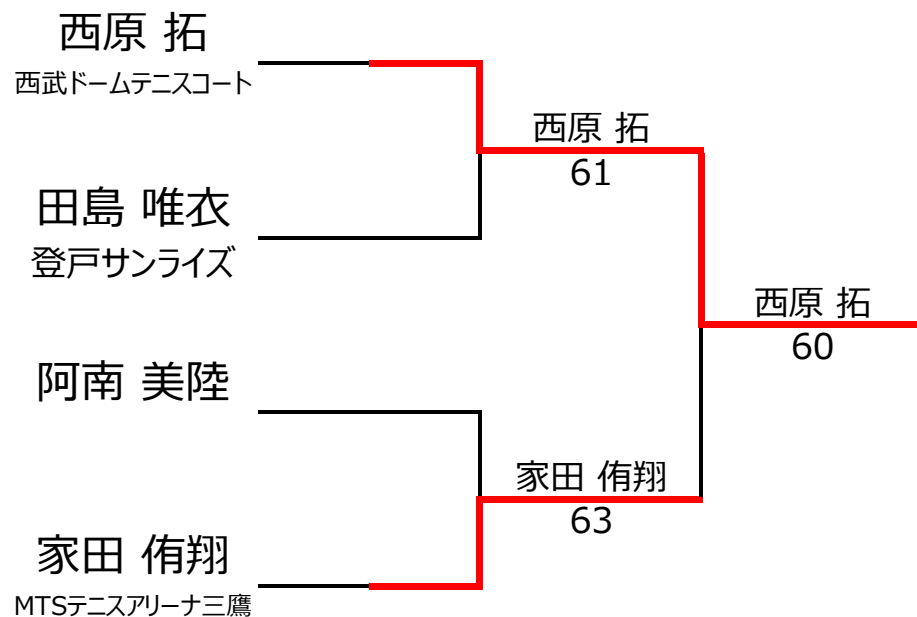 西原 拓
西武ドームテニスコート
田島 唯衣
登戸サンライズ
阿南 美陸
家田 侑翔
MTSテニスアリーナ三鷹
西原 拓
61
家田 侑翔
63
西原 拓
60